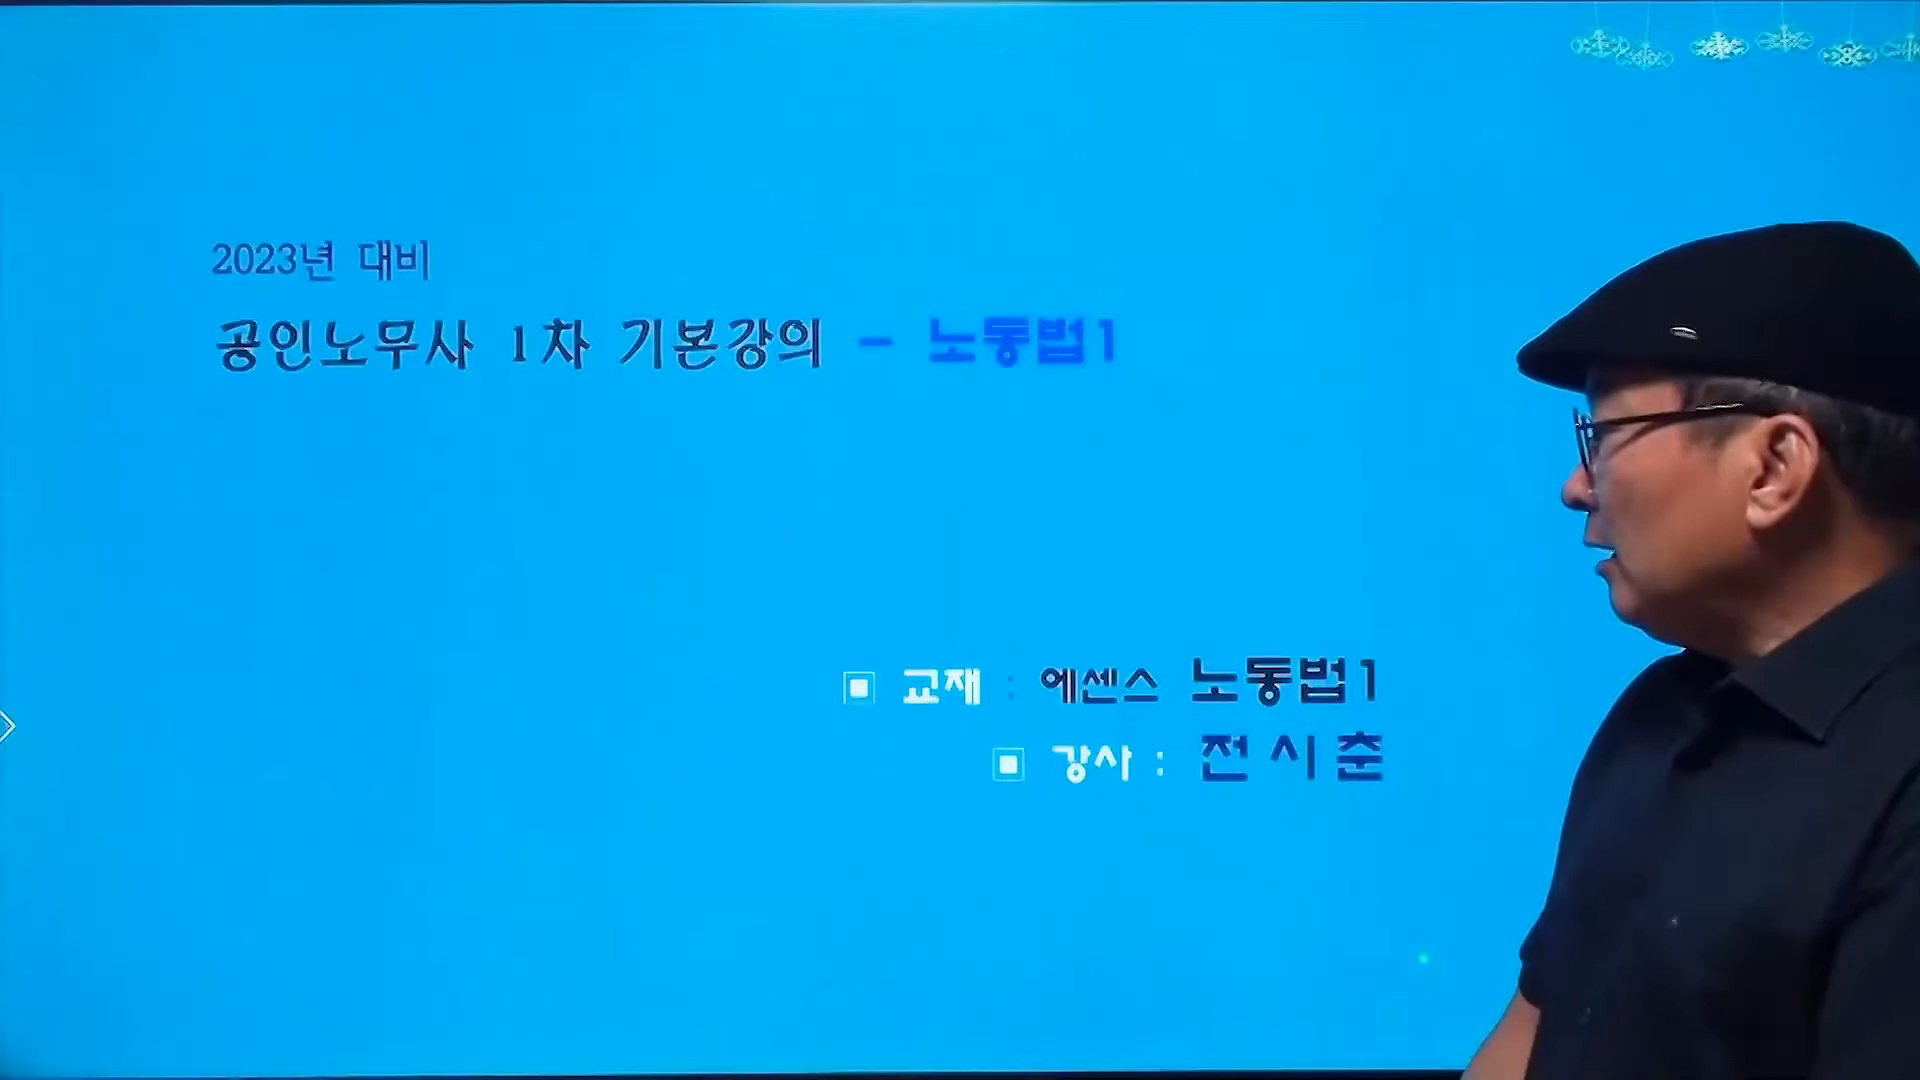 2023년 대비
공인노무사 1차 기본강의 - 노동법1
교재 : 에센스 노동법1
강사 : 전시춘